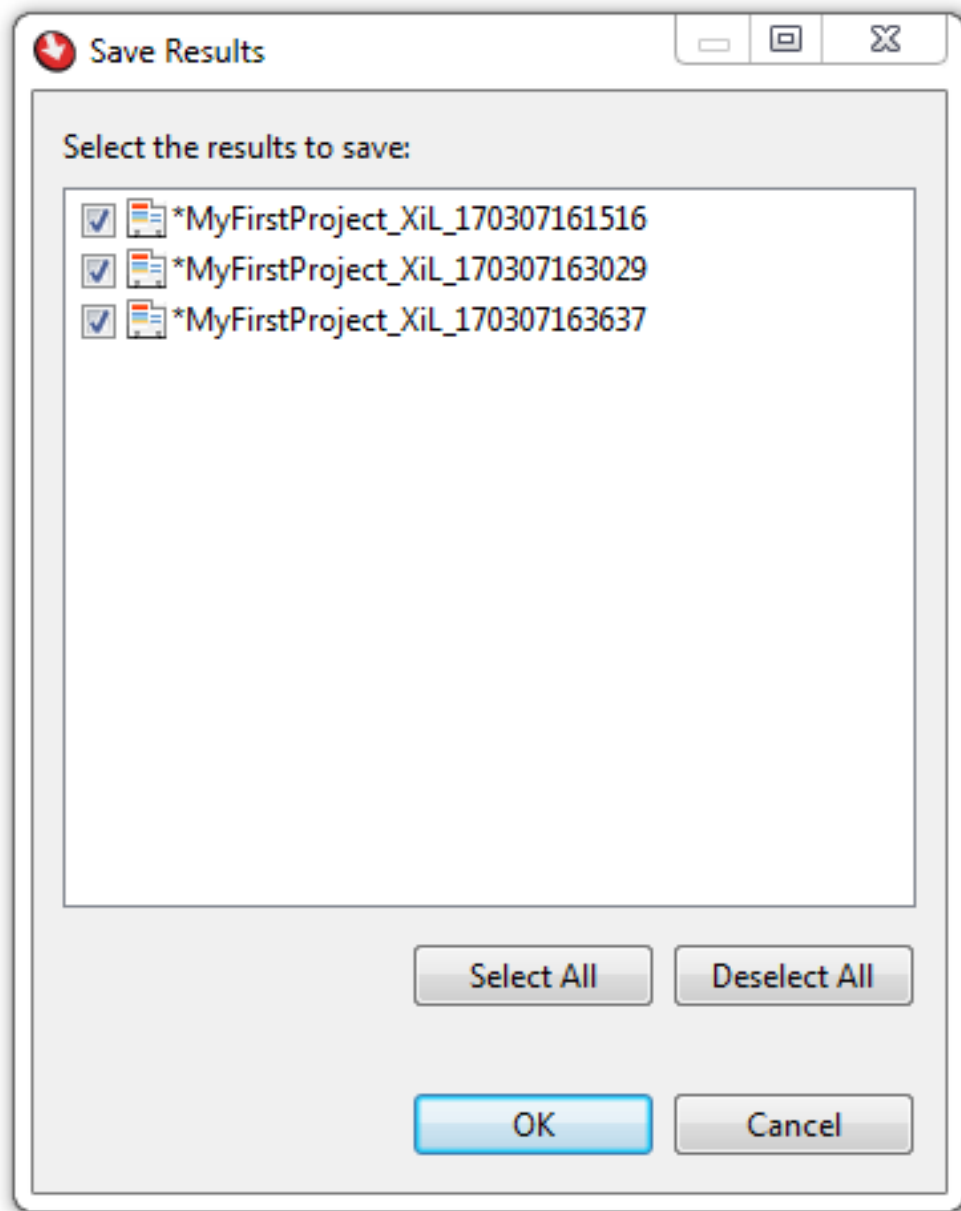 Save Results
Select the results to save:
*MyFirstProject_XiL_170307161516
*MyFirstProject_XiL_170307163029
*MyFirstProject_XiL_170307163637
Select All Deselect All
OK Cancel